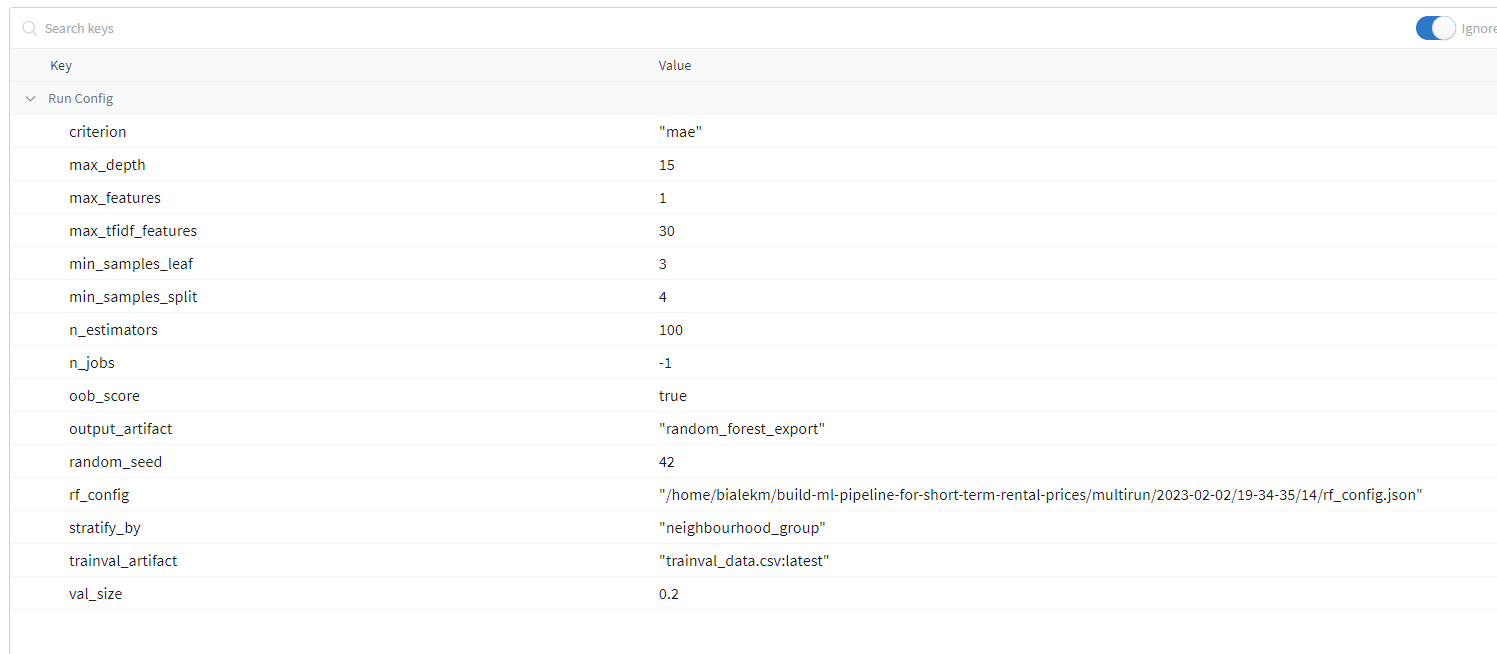 Search keys Ignore
Key Value
Run Config
criterion "mae"
max_depth 15
max_features 1
max_tfidf_features 30
min_samples_leaf 3
min_samples_split 4
n_estimators 100
n_jobs -1
oob_score true
output_artifact "random_forest_export"
random_seed 42
rf_config "/home/bialekm/build-ml-pipeline-for-short-term-rental-prices/multirun/2023-02-02/19-34-35/14/rf_config.json"
stratify_by "neighbourhood_group"
trainval_artifact "trainval_data.csv:latest"
val_size 0.2